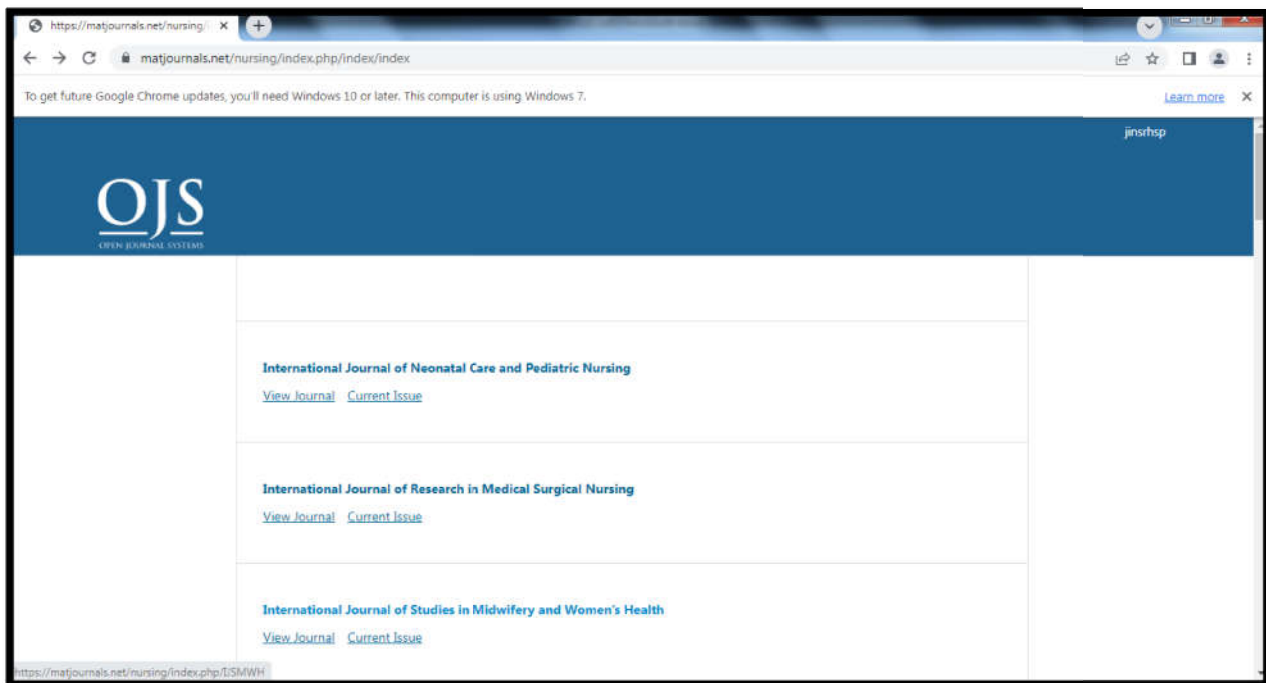 https://matjournals.net/nursing/
matjournals.net/nursing/index.php/index/index
To get future Google Chrome updates, you'll need Windows 10 or later. This computer is using Windows 7.
Learn more
jinsrhsp
OJS
OPEN JOURNAL SYSTEMS
International Journal of Neonatal Care and Pediatric Nursing
View Journal Current Issue
International Journal of Research in Medical Surgical Nursing
View Journal Current Issue
International Journal of Studies in Midwifery and Women's Health
View Journal Current Issue
https://matjournals.net/nursing/index.php/IJSMWH